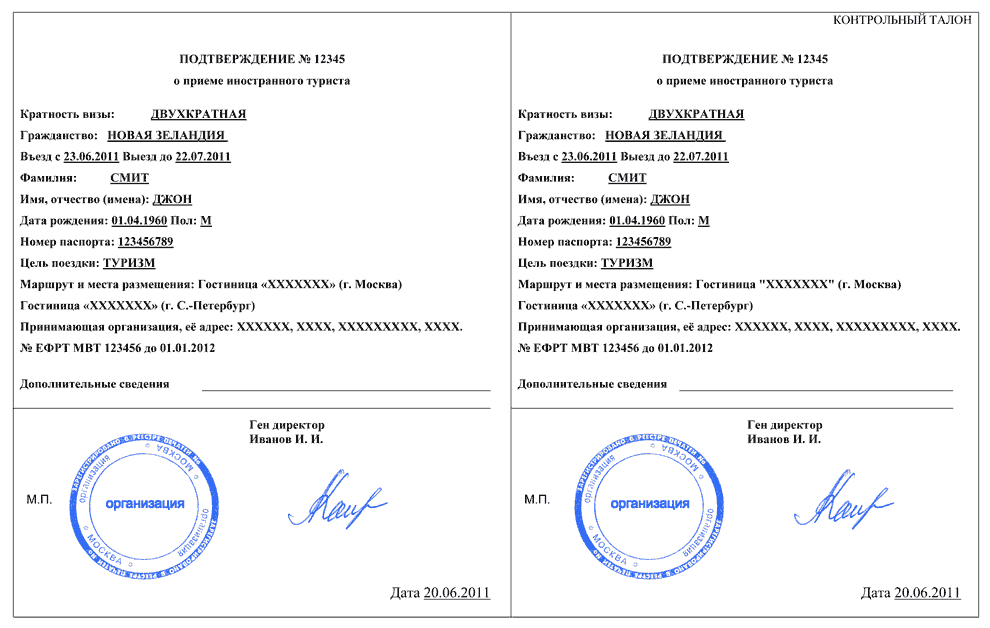 ПОДТВЕРЖДЕНИЕ № 12345
о приеме иностранного туриста
Кратность визы: ДВУХКРАТНАЯ
Гражданство: НОВАЯ ЗЕЛАНДИЯ
Въезд с 23.06.2011 Выезд до 22.07.2011
Фамилия: СМИТ
Имя, отчество (имена): ДЖОН
Дата рождения: 01.04.1960 Пол: М
Номер паспорта: 123456789
Цель поездки: ТУРИЗМ
Маршрут и места размещения: Гостиница «XXXXXXX» (г. Москва)
Гостиница «XXXXXXX» (г. С.-Петербург)
Принимающая организация, её адрес: XXXXXX, XXXX, XXXXXXXXX, XXXX.
№ ЕФРТ МВТ 123456 до 01.01.2012
Дополнительные сведения
Ген директор
Иванов И. И.
М.П.
организация
МОСКВА
Дата 20.06.2011
КОНТРОЛЬНЫЙ ТАЛОН
ПОДТВЕРЖДЕНИЕ № 12345
о приеме иностранного туриста
Кратность визы: ДВУХКРАТНАЯ
Гражданство: НОВАЯ ЗЕЛАНДИЯ
Въезд с 23.06.2011 Выезд до 22.07.2011
Фамилия: СМИТ
Имя, отчество (имена): ДЖОН
Дата рождения: 01.04.1960 Пол: М
Номер паспорта: 123456789
Цель поездки: ТУРИЗМ
Маршрут и места размещения: Гостиница "XXXXXXX" (г. Москва)
Гостиница «XXXXXXX» (г. С.-Петербург)
Принимающая организация, её адрес: XXXXXX, XXXX, XXXXXXXXX, XXXX.
№ ЕФРТ МВТ 123456 до 01.01.2012
Дополнительные сведения
Ген директор
Иванов И. И.
М.П.
организация
МОСКВА
Дата 20.06.2011